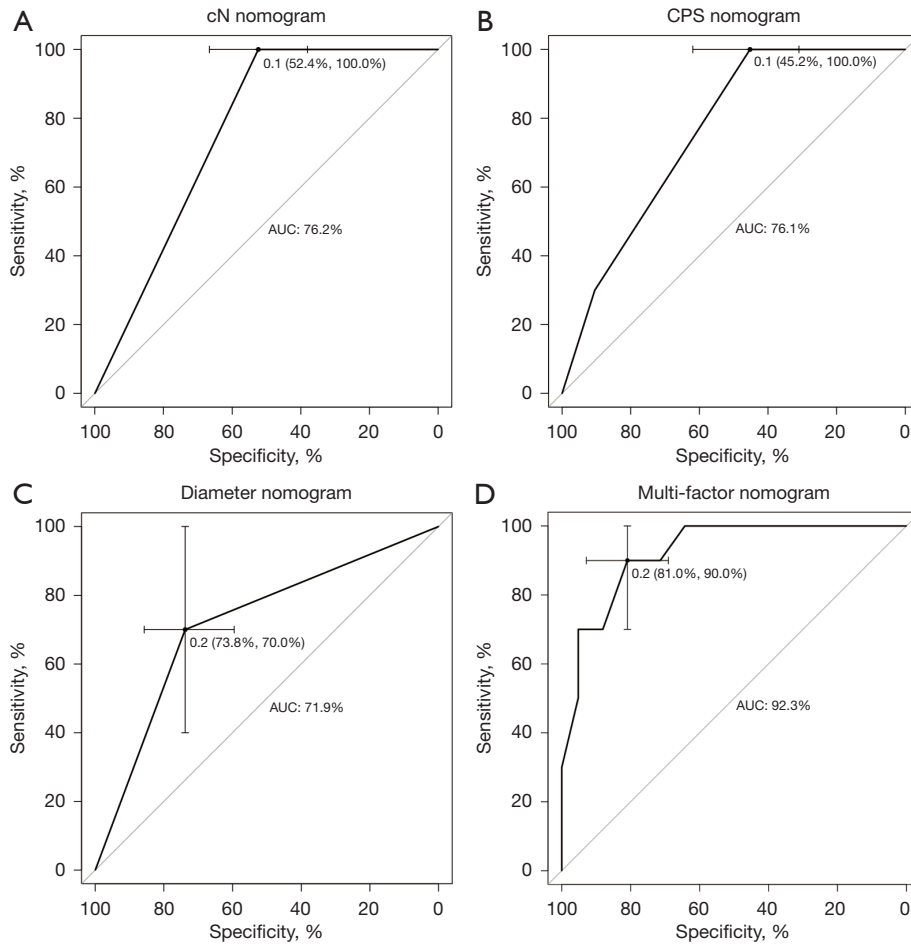 A
cN nomogram
100
80
60
40
20
0
Sensitivity, %
0.1 (52.4%, 100.0%)
AUC: 76.2%
100 80 60 40 20 0
Specificity, %
B
CPS nomogram
100
80
60
40
20
0
Sensitivity, %
0.1 (45.2%, 100.0%)
AUC: 76.1%
100 80 60 40 20 0
Specificity, %
C
Diameter nomogram
100
80
60
40
20
0
Sensitivity, %
0.2 (73.8%, 70.0%)
AUC: 71.9%
100 80 60 40 20 0
Specificity, %
D
Multi-factor nomogram
100
80
60
40
20
0
Sensitivity, %
0.2 (81.0%, 90.0%)
AUC: 92.3%
100 80 60 40 20 0
Specificity, %